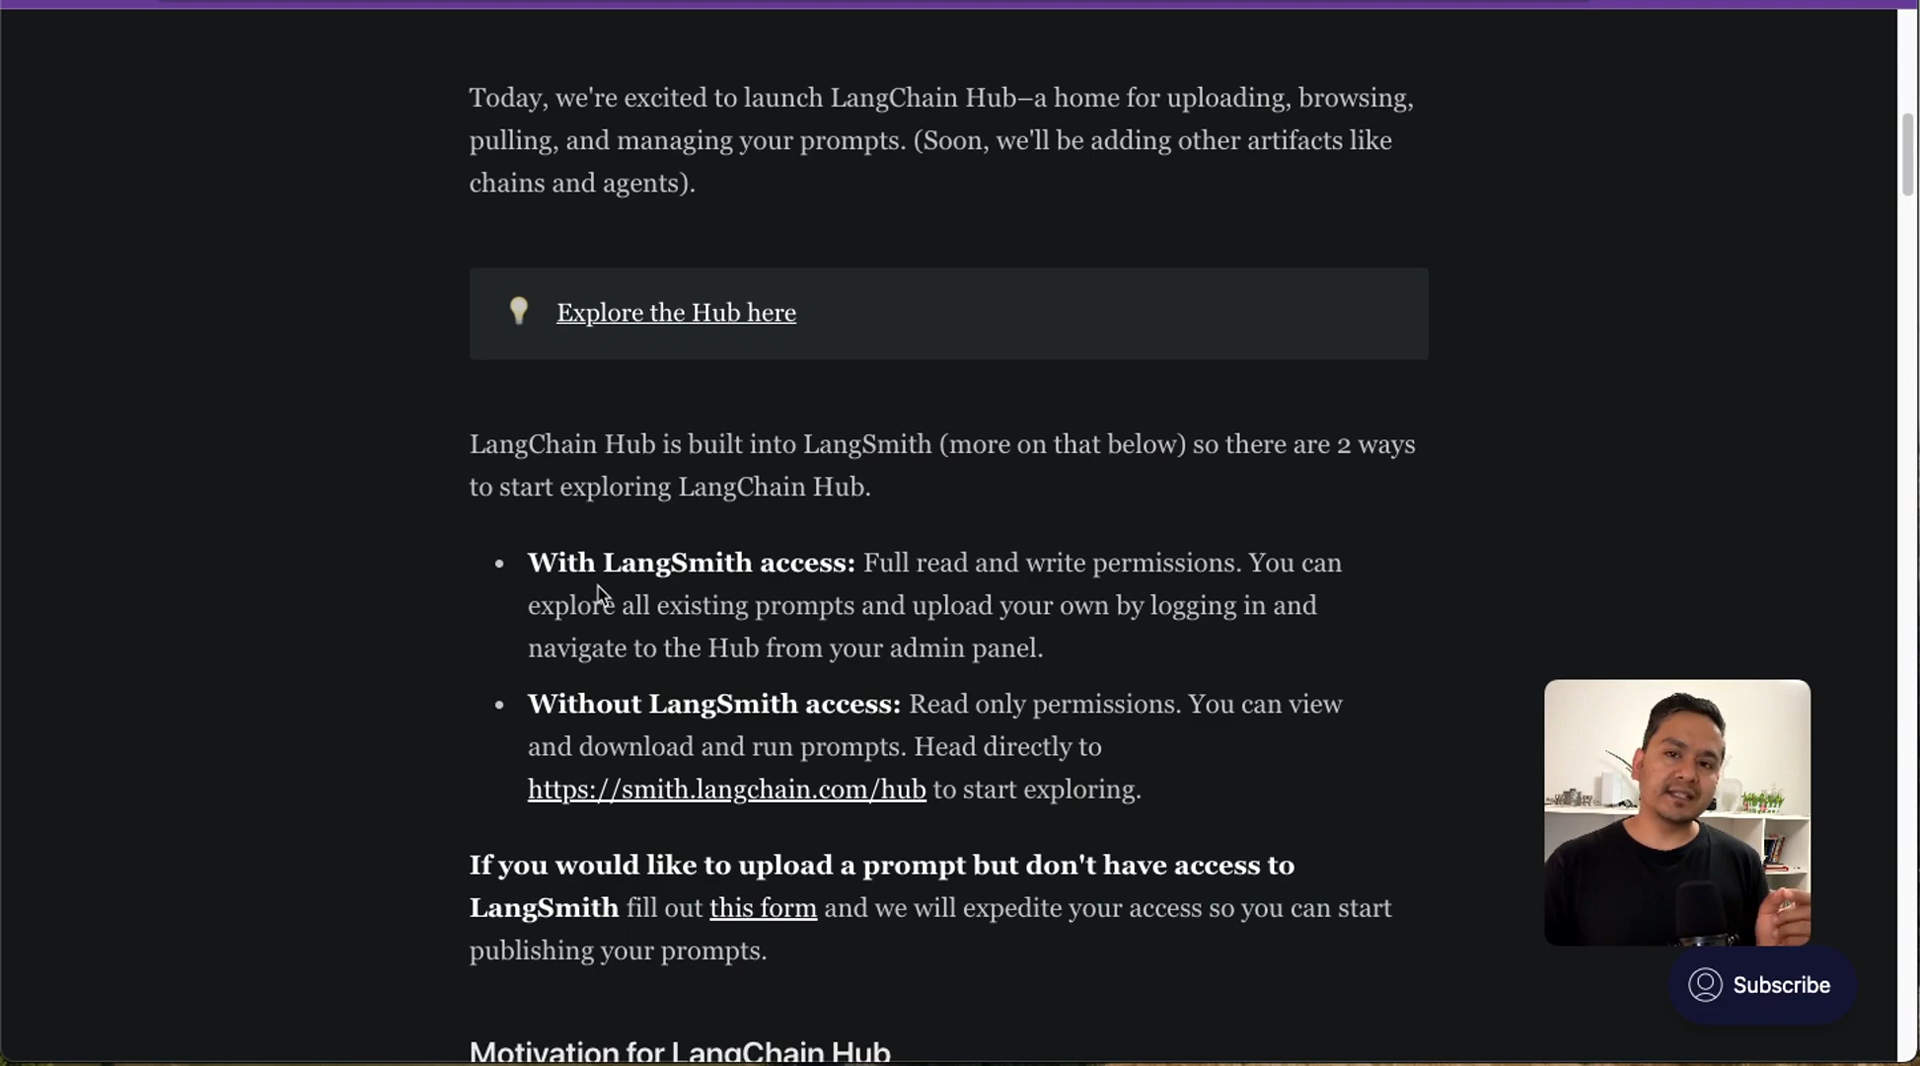 Today, we're excited to launch LangChain Hub–a home for uploading, browsing,
pulling, and managing your prompts. (Soon, we'll be adding other artifacts like
chains and agents).
Explore the Hub here
LangChain Hub is built into LangSmith (more on that below) so there are 2 ways
to start exploring LangChain Hub.
• With LangSmith access: Full read and write permissions. You can
explore all existing prompts and upload your own by logging in and
navigate to the Hub from your admin panel.
• Without LangSmith access: Read only permissions. You can view
and download and run prompts. Head directly to
https://smith.langchain.com/hub to start exploring.
If you would like to upload a prompt but don't have access to
LangSmith fill out this form and we will expedite your access so you can start
publishing your prompts.
Subscribe
Motivation for LangChain Hub